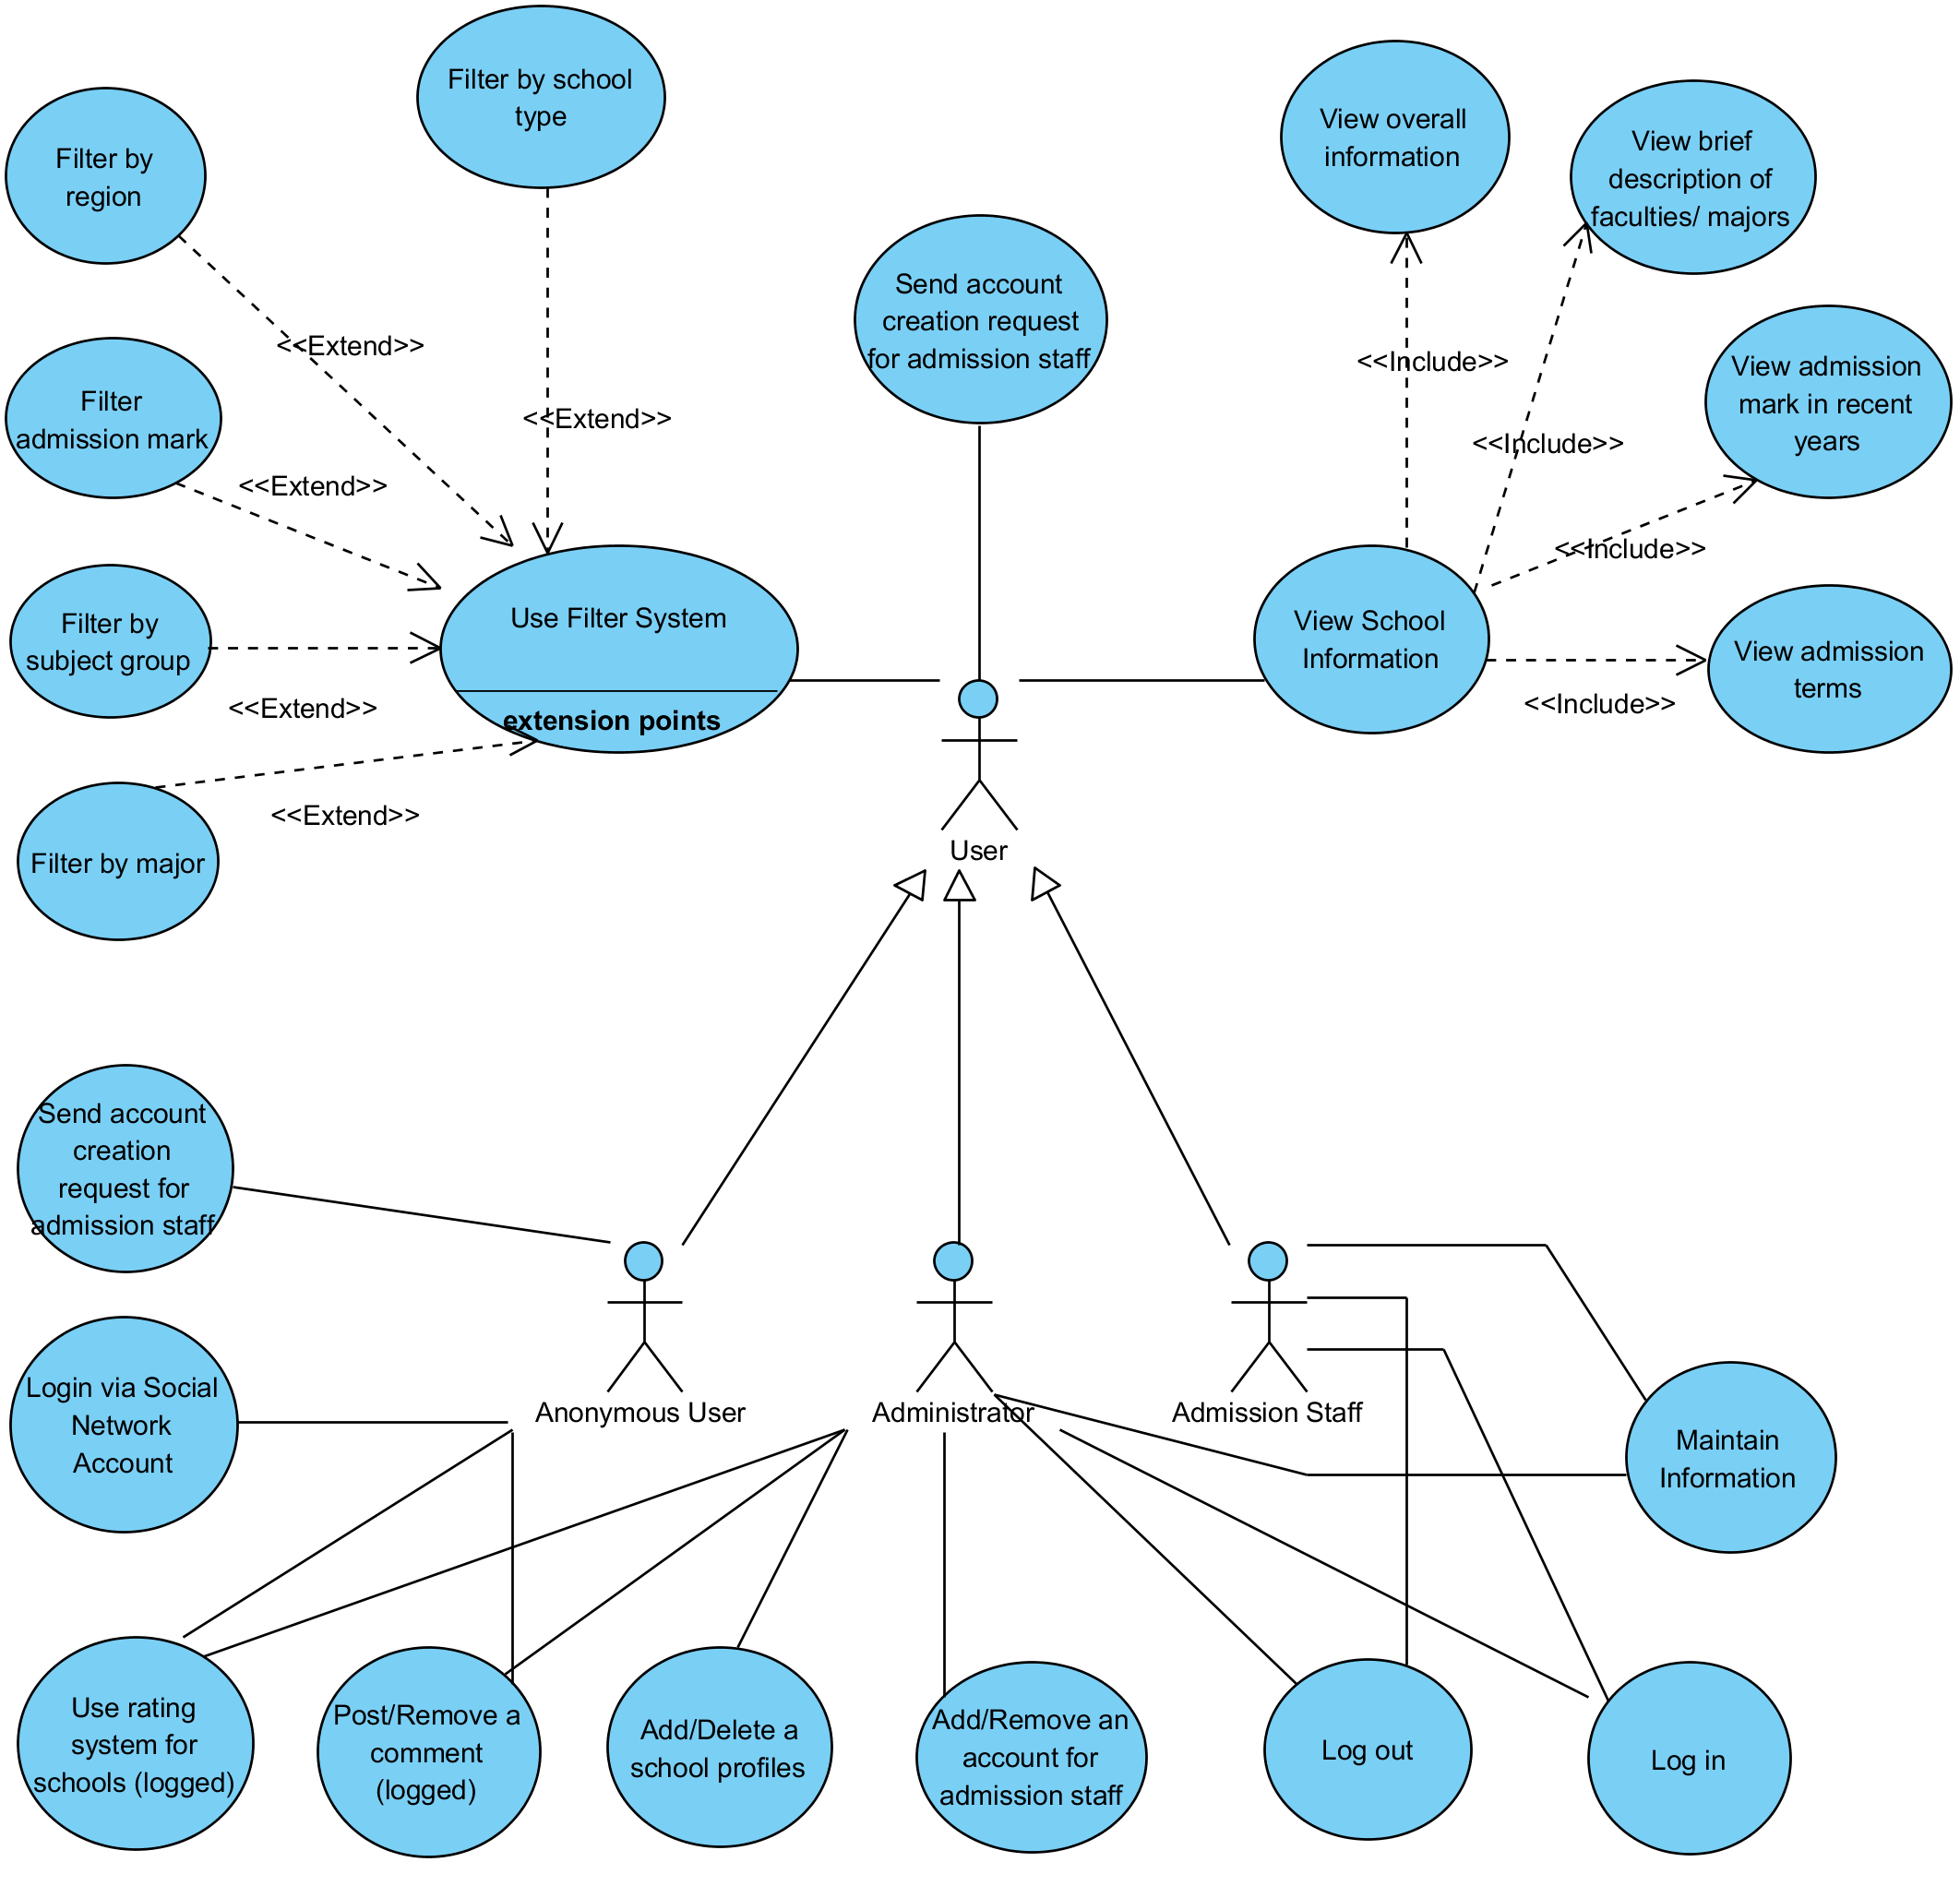 Filter by school
type
Filter by
region
View overall
information
View brief
description of
faculties/ majors
Send account
creation request
for admission staff
<<Extend>>
<<Include>>
Filter
admission mark
<<Extend>>
View admission
mark in recent
years
<<Include>>
<<Extend>>
<<Include>>
Filter by
subject group
Use Filter System
extension points
View School
Information
View admission
terms
<<Extend>>
<<Include>>
<<Extend>>
Filter by major
User
Send account
creation
request for
admission staff
Login via Social
Network
Account
Anonymous User
Administrator
Admission Staff
Maintain
Information
Use rating
system for
schools (logged)
Post/Remove a
comment
(logged)
Add/Delete a
school profiles
Add/Remove an
account for
admission staff
Log out
Log in